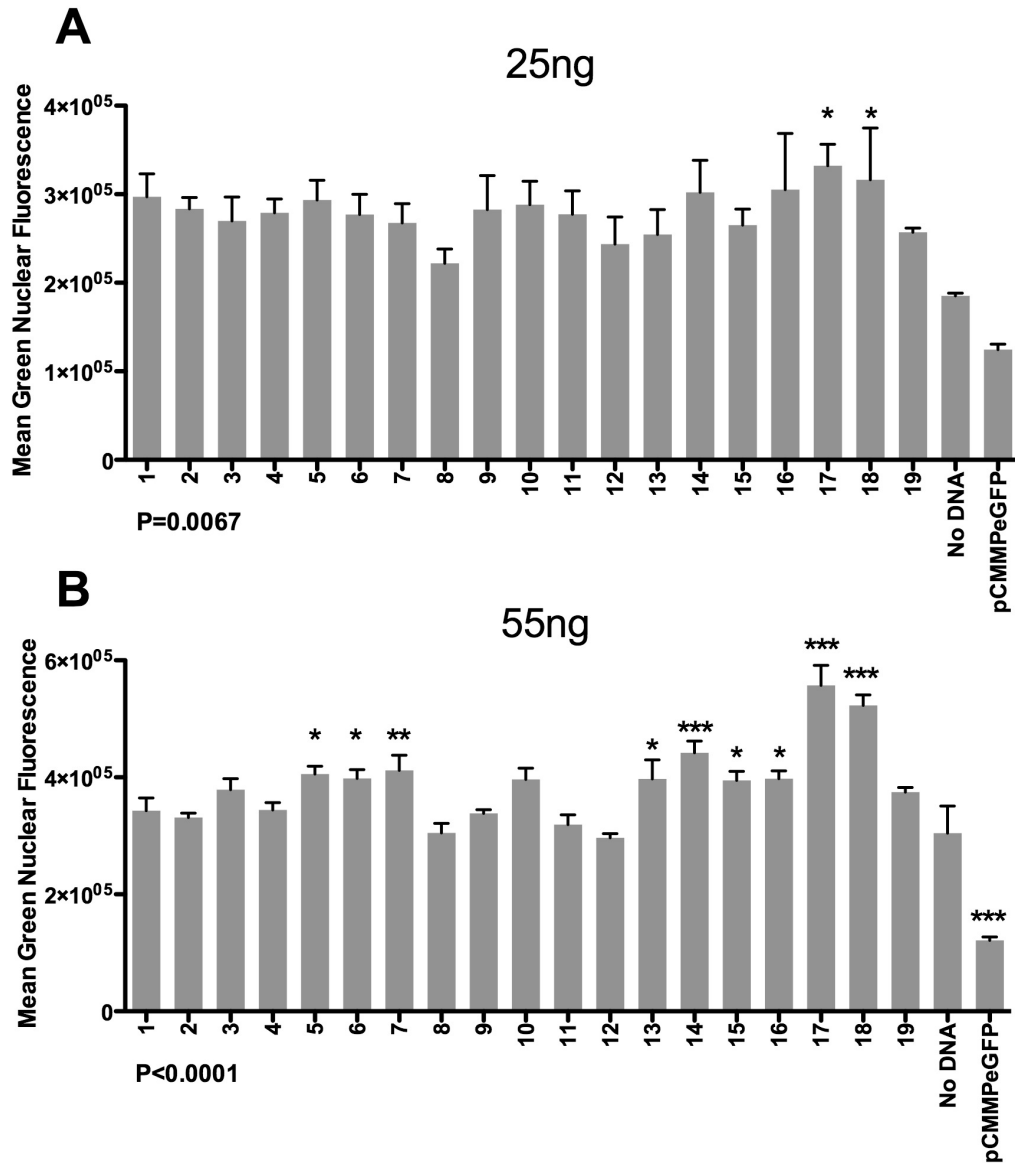 A
25ng
Mean Green Nuclear Fluorescence
4×10⁰⁵
3×10⁰⁵
2×10⁰⁵
1×10⁰⁵
0
* *
1 2 3 4 5 6 7 8 9 10 11 12 13 14 15 16 17 18 19 No DNA pCMMPeGFP
P=0.0067
B
55ng
Mean Green Nuclear Fluorescence
6×10⁰⁵
4×10⁰⁵
2×10⁰⁵
0
* * ** * *** * * *** *** ***
1 2 3 4 5 6 7 8 9 10 11 12 13 14 15 16 17 18 19 No DNA pCMMPeGFP
P<0.0001